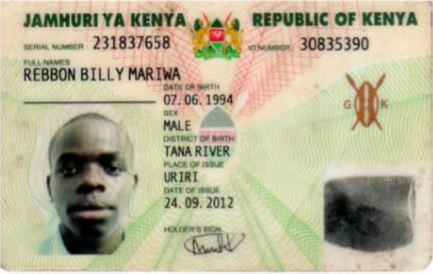 JAMHURI YA KENYA REPUBLIC OF KENYA
SERIAL NUMBER 231837658 ID NUMBER 30835390
FULL NAMES
REBBON BILLY MARIWA
DATE OF BIRTH
07. 06. 1994
SEX
MALE
G K
DISTRICT OF BIRTH
TANA RIVER
PLACE OF ISSUE
URIRI
DATE OF ISSUE
24. 09. 2012
HOLDER'S SIGN.